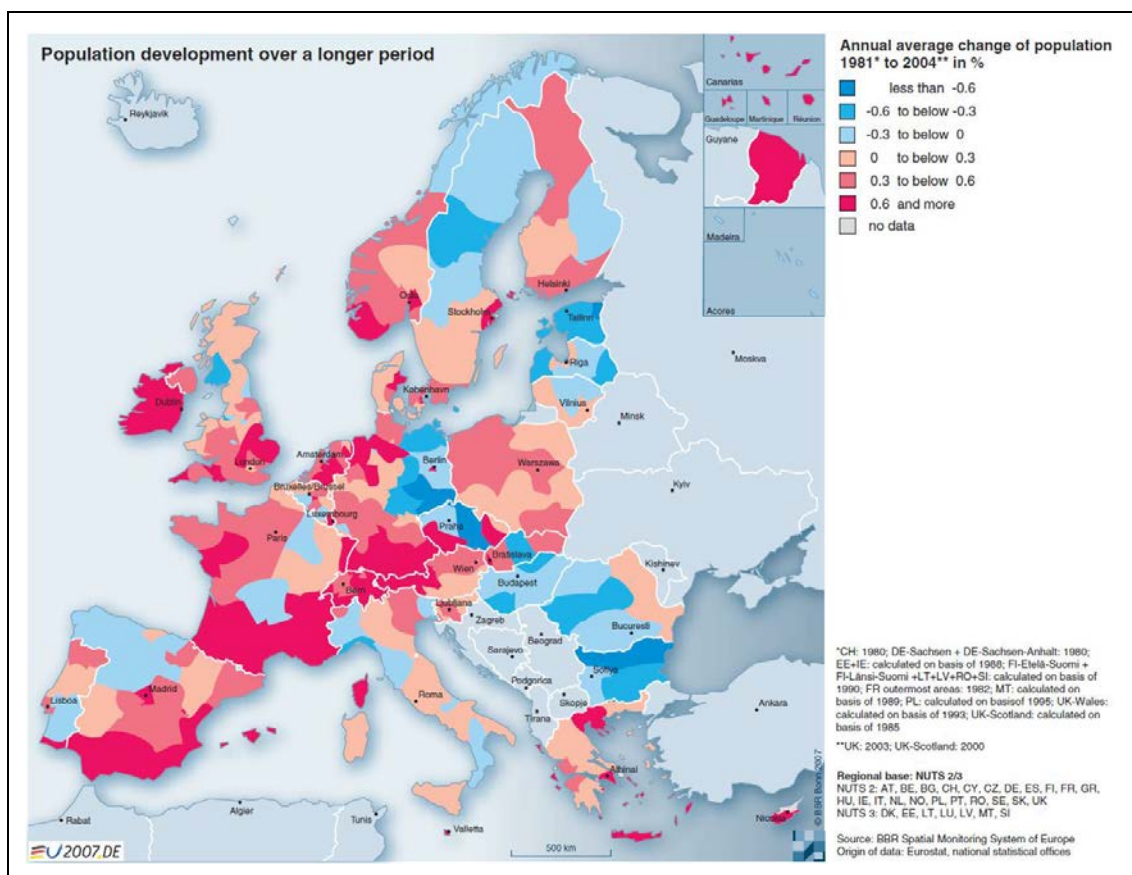 Population development over a longer period
Annual average change of population
1981* to 2004** in %
less than -0.6
-0.6 to below -0.3
-0.3 to below 0
0 to below 0.3
0.3 to below 0.6
0.6 and more
no data
Canarias
Guadeloupe Martinique Réunion
Guyane
Madeira
Acores
Reykjavik
Oslo
Stockholm
Helsinki
Tallinn
Riga
Vilnius
Moskva
Minsk
Kyiv
København
Dublin
London
Amsterdam
Berlin
Warszawa
Bruxelles/Brussel
Luxembourg
Paris
Praha
Wien
Bratislava
Budapest
Kishinev
Bern
Ljubljana
Zagreb
Bucuresti
Beograd
Sarajevo
Sofiya
Podgorica
Skopje
Tirana
Roma
Madrid
Lisboa
Ankara
Athinai
Nicosia
Valletta
Rabat
Algier
Tunis
500 km
© BBR Bonn 2007
EU2007.DE
*CH: 1980; DE-Sachsen + DE-Sachsen-Anhalt: 1980;
EE+IE: calculated on basis of 1988; FI-Etelä-Suomi +
FI-Länsi-Suomi +LT+LV+RO+SI: calculated on basis of
1990; FR outermost areas: 1982; MT: calculated on
basis of 1989; PL: calculated on basisof 1995; UK-Wales:
calculated on basis of 1993; UK-Scotland: calculated on
basis of 1985
**UK: 2003; UK-Scotland: 2000
Regional base: NUTS 2/3
NUTS 2: AT, BE, BG, CH, CY, CZ, DE, ES, FI, FR, GR,
HU, IE, IT, NL, NO, PL, PT, RO, SE, SK, UK
NUTS 3: DK, EE, LT, LU, LV, MT, SI
Source: BBR Spatial Monitoring System of Europe
Origin of data: Eurostat, national statistical offices